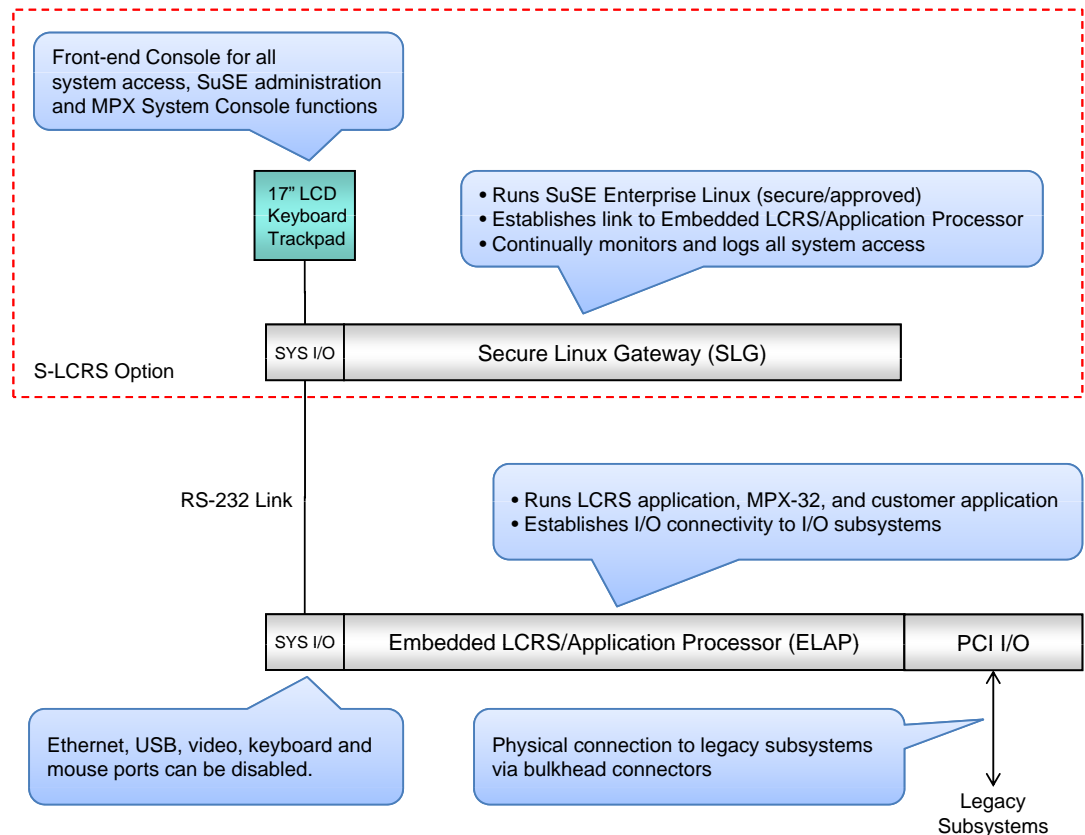 Front-end Console for all
system access, SuSE administration
and MPX System Console functions
17” LCD
Keyboard
Trackpad
• Runs SuSE Enterprise Linux (secure/approved)
• Establishes link to Embedded LCRS/Application Processor
• Continually monitors and logs all system access
SYS I/O
Secure Linux Gateway (SLG)
S-LCRS Option
RS-232 Link
• Runs LCRS application, MPX-32, and customer application
• Establishes I/O connectivity to I/O subsystems
SYS I/O
Embedded LCRS/Application Processor (ELAP)
PCI I/O
Ethernet, USB, video, keyboard and
mouse ports can be disabled.
Physical connection to legacy subsystems
via bulkhead connectors
Legacy
Subsystems